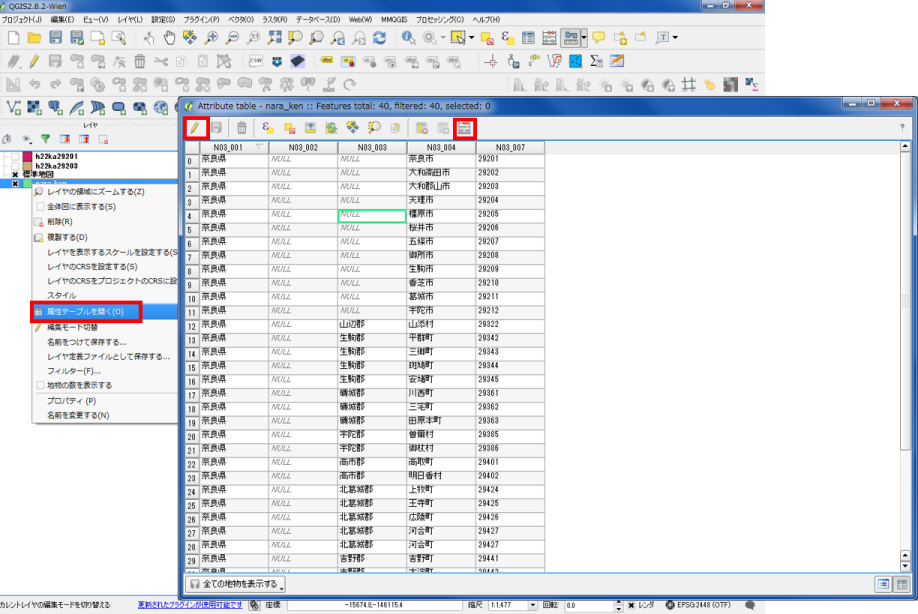 QGIS2.8.2-Wien
プロジェクト(J) 編集(E) ビュー(V) レイヤ(L) 設定(S) プラグイン(P) ベクタ(O) ラスタ(R) データベース(D) Web(W) MMQGIS プロセッシング(C) ヘルプ(H)
CSW
レイヤ
h22ka29201
h22ka29203
標準地図
レイヤの領域にズームする(Z)
全体図に表示する(S)
削除(R)
複製する(D)
レイヤを表示するスケールを設定する(S
レイヤのCRSを設定する(S)
レイヤのCRSをプロジェクトのCRSに設
スタイル
属性テーブルを開く(O)
編集モード切替
名前をつけて保存する...
レイヤ定義ファイルとして保存する...
フィルター(F)...
地物の数を表示する
プロパティ(P)
名前を変更する(N)
Attribute table - nara_ken :: Features total: 40, filtered: 40, selected: 0
?
N03_001 N03_002 N03_003 N03_004 N03_007
0 奈良県 NULL NULL 奈良市 29201
1 奈良県 NULL NULL 大和高田市 29202
2 奈良県 NULL NULL 大和郡山市 29203
3 奈良県 NULL NULL 天理市 29204
4 奈良県 NULL NULL 橿原市 29205
5 奈良県 NULL NULL 桜井市 29206
6 奈良県 NULL NULL 五條市 29207
7 奈良県 NULL NULL 御所市 29208
8 奈良県 NULL NULL 生駒市 29209
9 奈良県 NULL NULL 香芝市 29210
10 奈良県 NULL NULL 葛城市 29211
11 奈良県 NULL NULL 宇陀市 29212
12 奈良県 NULL 山辺郡 山添村 29322
13 奈良県 NULL 生駒郡 平群町 29342
14 奈良県 NULL 生駒郡 三郷町 29343
15 奈良県 NULL 生駒郡 斑鳩町 29344
16 奈良県 NULL 生駒郡 安堵町 29345
17 奈良県 NULL 磯城郡 川西町 29361
18 奈良県 NULL 磯城郡 三宅町 29362
19 奈良県 NULL 磯城郡 田原本町 29363
20 奈良県 NULL 宇陀郡 曽爾村 29385
21 奈良県 NULL 宇陀郡 御杖村 29386
22 奈良県 NULL 高市郡 高取町 29401
23 奈良県 NULL 高市郡 明日香村 29402
24 奈良県 NULL 北葛城郡 上牧町 29424
25 奈良県 NULL 北葛城郡 王寺町 29425
26 奈良県 NULL 北葛城郡 広陵町 29426
27 奈良県 NULL 北葛城郡 河合町 29427
28 奈良県 NULL 北葛城郡 河合町 29427
29 奈良県 NULL 吉野郡 吉野町 29441
全ての地物を表示する
カレントレイヤの編集モードを切り替える 更新されたプラグインが使用可能です 座標: -15674.0,-146115.4 縮尺 1:1,477 回転: 0.0 レンダ EPSG:2448 (OTF)